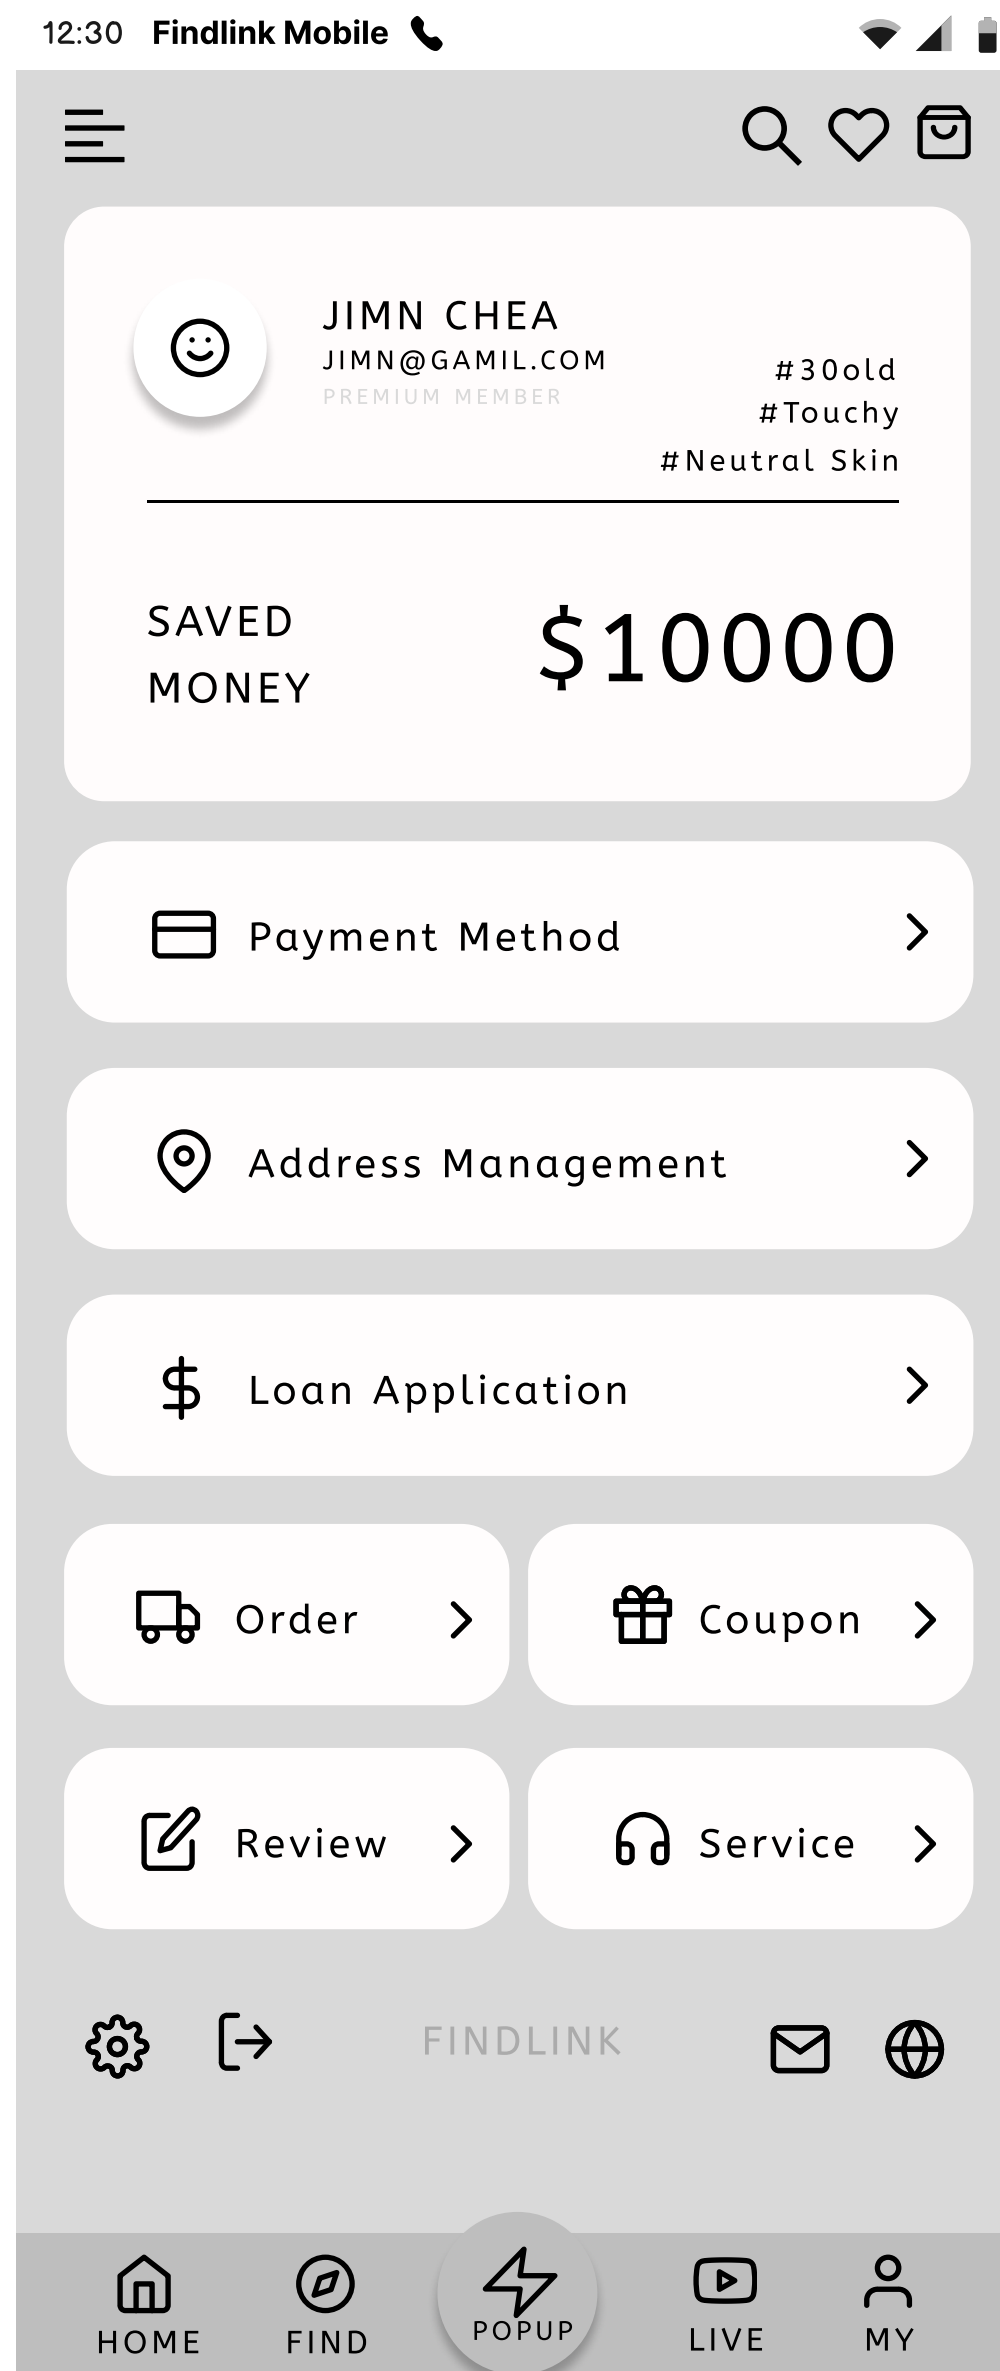 12:30 Findlink Mobile
JIMN CHEA
JIMN@GAMIL.COM
PREMIUM MEMBER
#30old
#Touchy
#Neutral Skin
SAVED
MONEY
$10000
Payment Method
Address Management
Loan Application
Order
Coupon
Review
Service
FINDLINK
HOME
FIND
POPUP
LIVE
MY